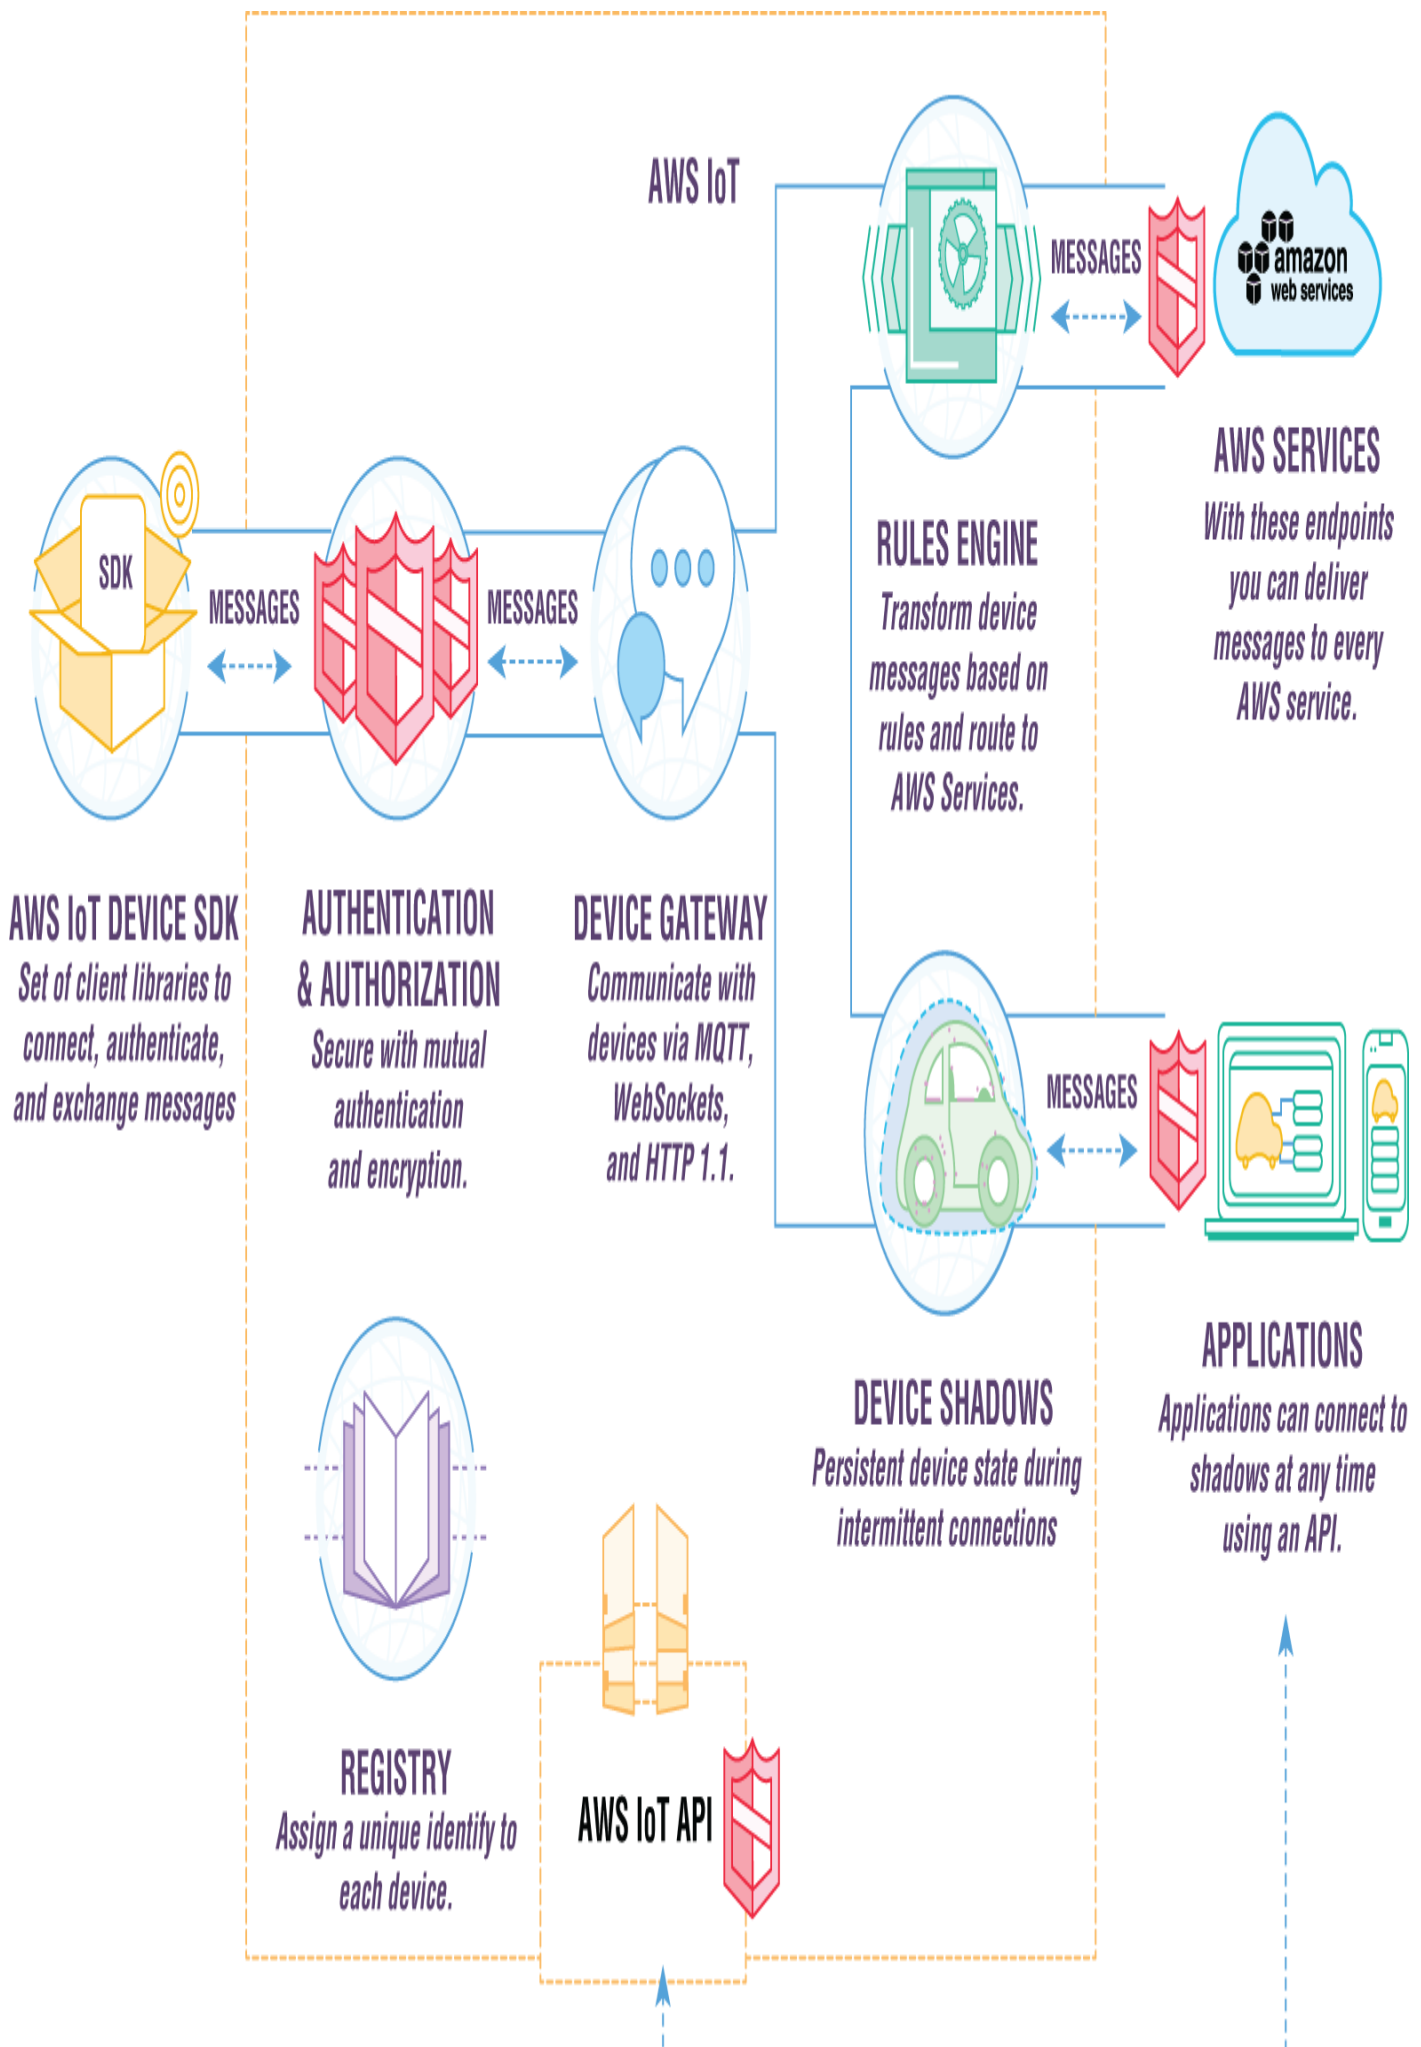 AWS IoT
MESSAGES
amazon
web services
AWS SERVICES
With these endpoints
you can deliver
messages to every
AWS service.
RULES ENGINE
Transform device
messages based on
rules and route to
AWS Services.
SDK
MESSAGES
MESSAGES
AWS IoT DEVICE SDK
Set of client libraries to
connect, authenticate,
and exchange messages
AUTHENTICATION
& AUTHORIZATION
Secure with mutual
authentication
and encryption.
DEVICE GATEWAY
Communicate with
devices via MQTT,
WebSockets,
and HTTP 1.1.
MESSAGES
DEVICE SHADOWS
Persistent device state during
intermittent connections
APPLICATIONS
Applications can connect to
shadows at any time
using an API.
REGISTRY
Assign a unique identify to
each device.
AWS IoT API